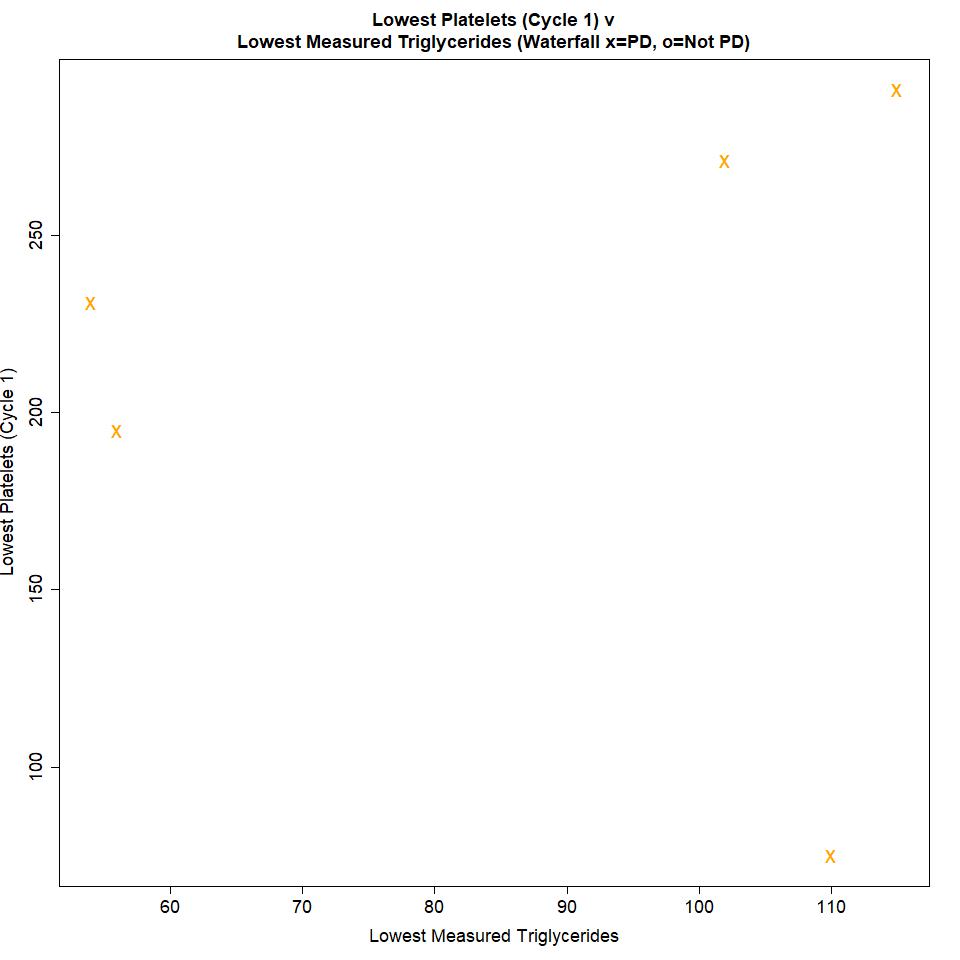 Lowest Platelets (Cycle 1) v
Lowest Measured Triglycerides (Waterfall x=PD, o=Not PD)
X
X
250
X
200
X
Lowest Platelets (Cycle 1)
150
100
X
60 70 80 90 100 110
Lowest Measured Triglycerides